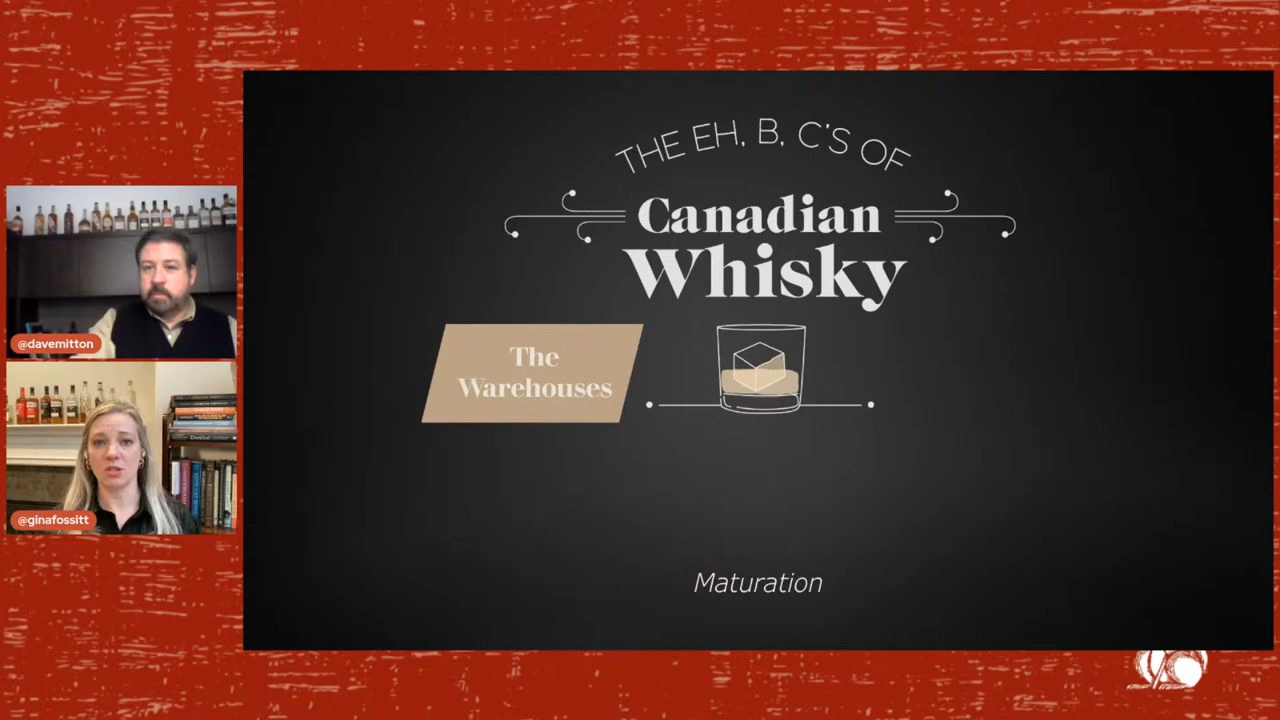 THE EH, B, C'S OF
Canadian
Whisky
The
Warehouses
Maturation
@davemitton
@ginafossitt